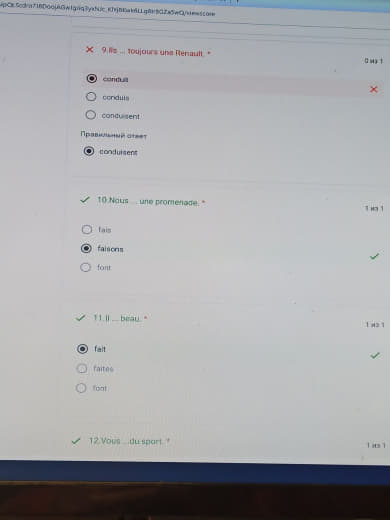 9.Ils ... toujours une Renault. *
0 из 1
conduit
conduis
conduisent
Правильный ответ
conduisent
10.Nous ... une promenade. *
1 из 1
fais
faisons
font
11.Il ... beau. *
1 из 1
fait
faites
font
12.Vous ...du sport. *
1 из 1